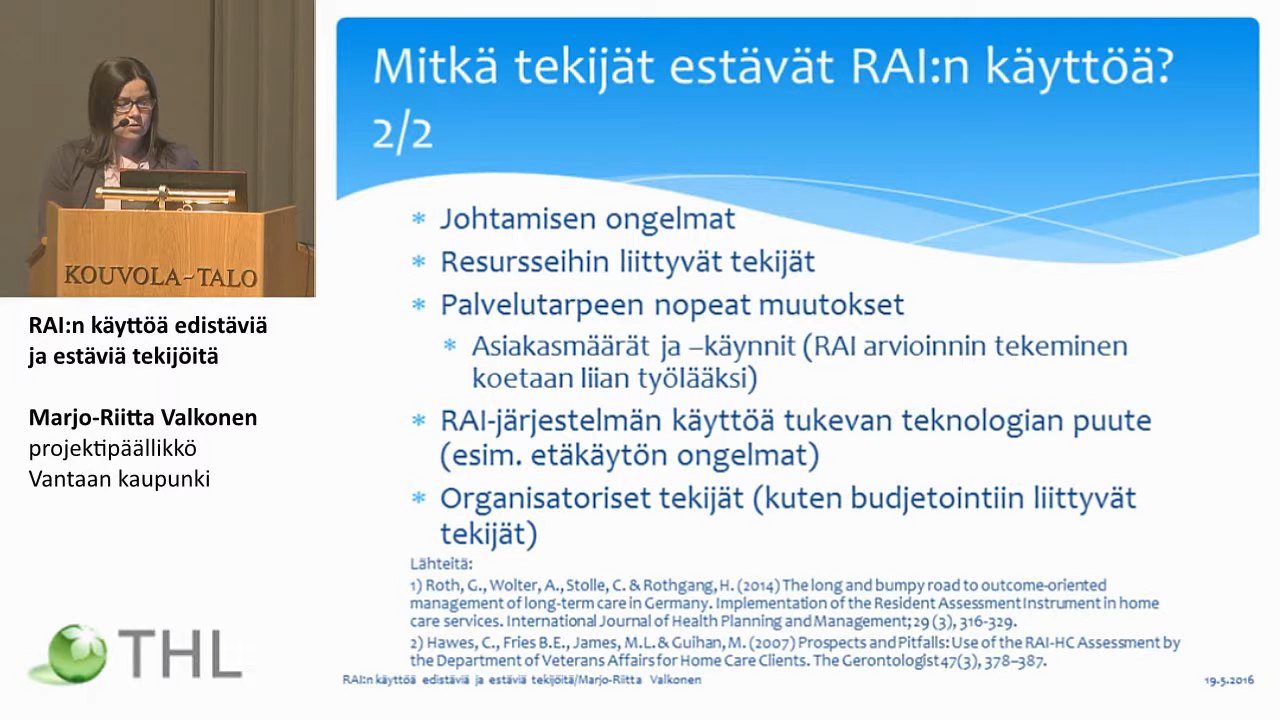 Mitkä tekijät estävät RAI:n käyttöä?
2/2
Johtamisen ongelmat
Resursseihin liittyvät tekijät
Palvelutarpeen nopeat muutokset
Asiakasmäärät ja –käynnit (RAI arvioinnin tekeminen
koetaan liian työlääksi)
RAI-järjestelmän käyttöä tukevan teknologian puute
(esim. etäkäytön ongelmat)
Organisatoriset tekijät (kuten budjetointiin liittyvät
tekijät)
Lähteitä:
1) Roth, G., Wolter, A., Stolle, C. & Rothgang, H. (2014) The long and bumpy road to outcome-oriented
management of long-term care in Germany. Implementation of the Resident Assessment Instrument in home
care services. International Journal of Health Planning and Management; 29 (3), 316-329.
2) Hawes, C., Fries B.E., James, M.L. & Guihan, M. (2007) Prospects and Pitfalls: Use of the RAI-HC Assessment by
the Department of Veterans Affairs for Home Care Clients. The Gerontologist 47(3), 378–387.
RAI:n käyttöä edistäviä ja estäviä tekijöitä/Marjo-Riitta Valkonen
19.5.2016
KOUVOLA-TALO
RAI:n käyttöä edistäviä
ja estäviä tekijöitä
Marjo-Riitta Valkonen
projektipäällikkö
Vantaan kaupunki
THL